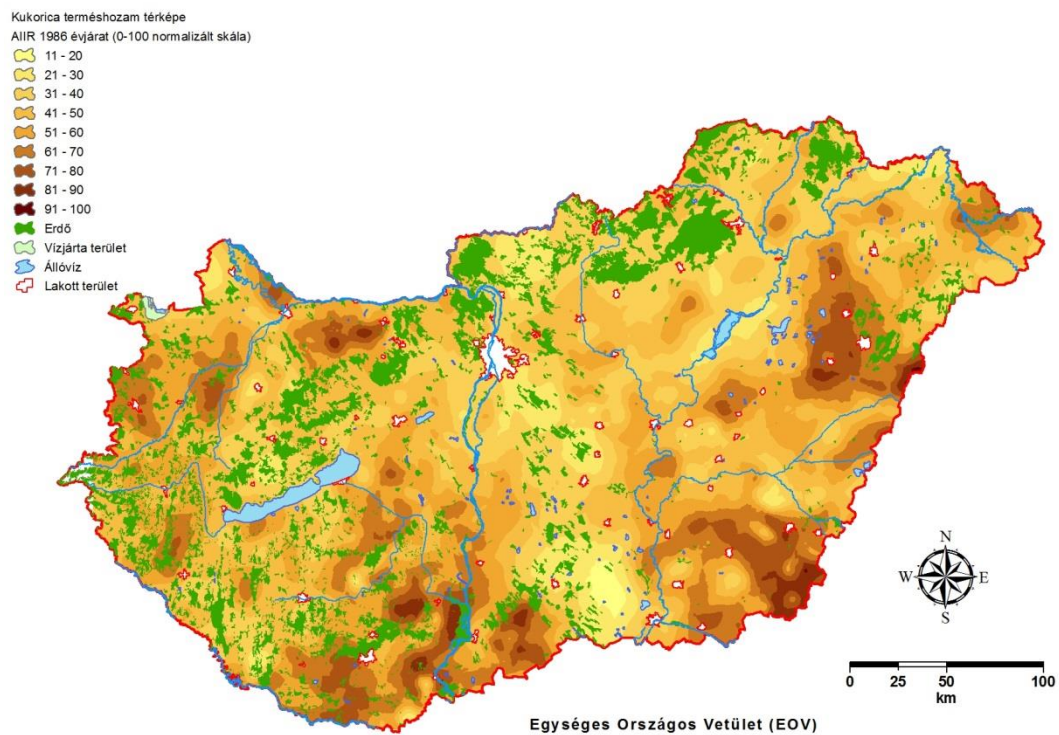 Kukorica terméshozam térképe
AIIR 1986 évjárat (0-100 normalizált skála)
11 - 20
21 - 30
31 - 40
41 - 50
51 - 60
61 - 70
71 - 80
81 - 90
91 - 100
Erdő
Vízjárta terület
Állóvíz
Lakott terület
N
W E
S
0 25 50 100
km
Egységes Országos Vetület (EOV)